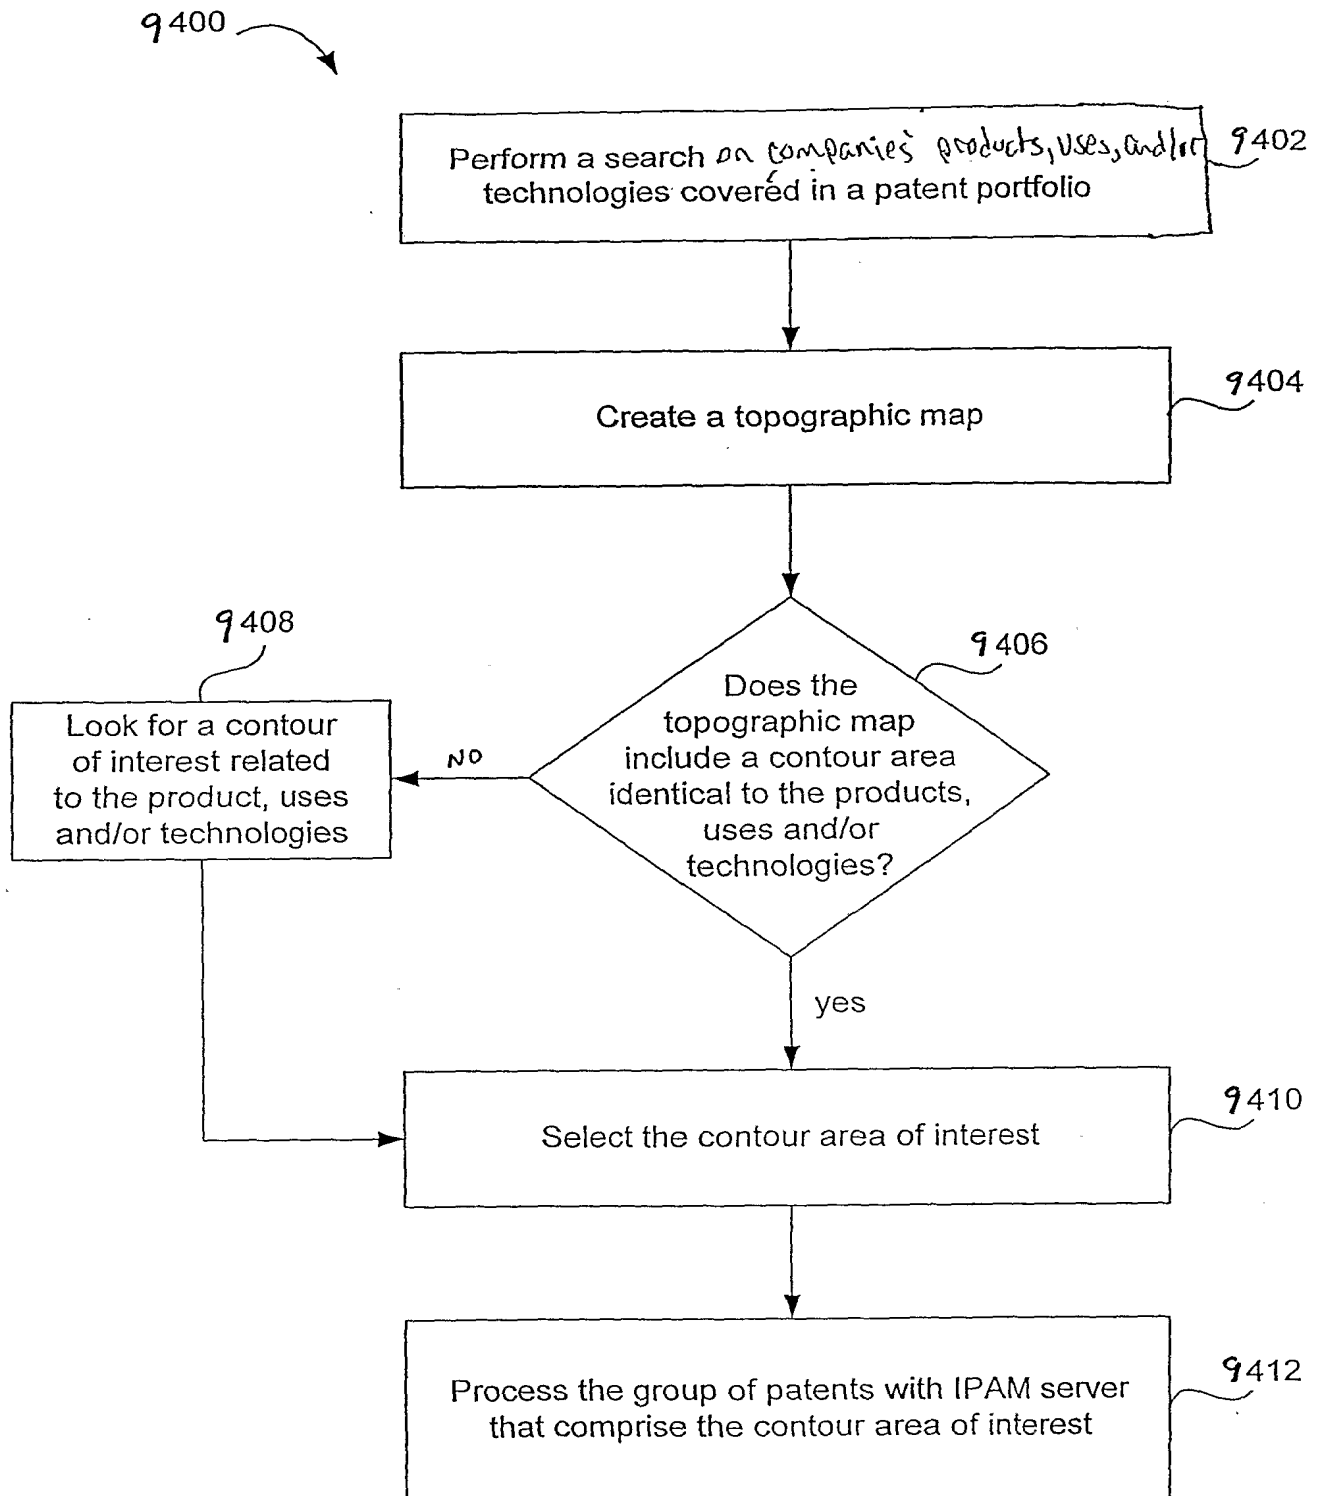 9400
Perform a search on companies' products, uses, and/or
technologies covered in a patent portfolio
9402
Create a topographic map
9404
Does the
topographic map
include a contour area
identical to the products,
uses and/or
technologies?
9406
NO
9408
Look for a contour
of interest related
to the product, uses
and/or technologies
yes
Select the contour area of interest
9410
Process the group of patents with IPAM server
that comprise the contour area of interest
9412